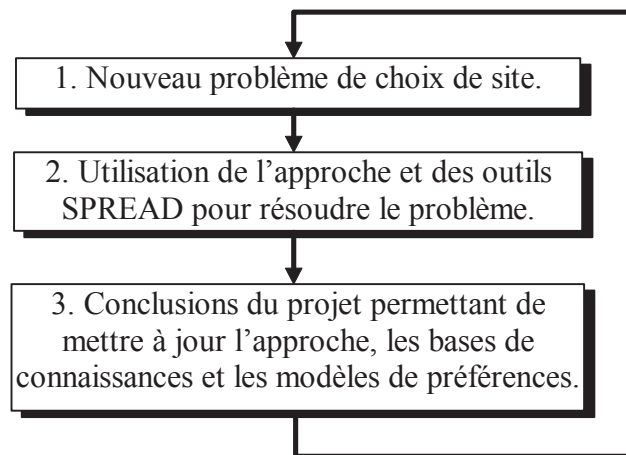 1. Nouveau problème de choix de site.
2. Utilisation de l’approche et des outils
SPREAD pour résoudre le problème.
3. Conclusions du projet permettant de
mettre à jour l’approche, les bases de
connaissances et les modèles de préférences.